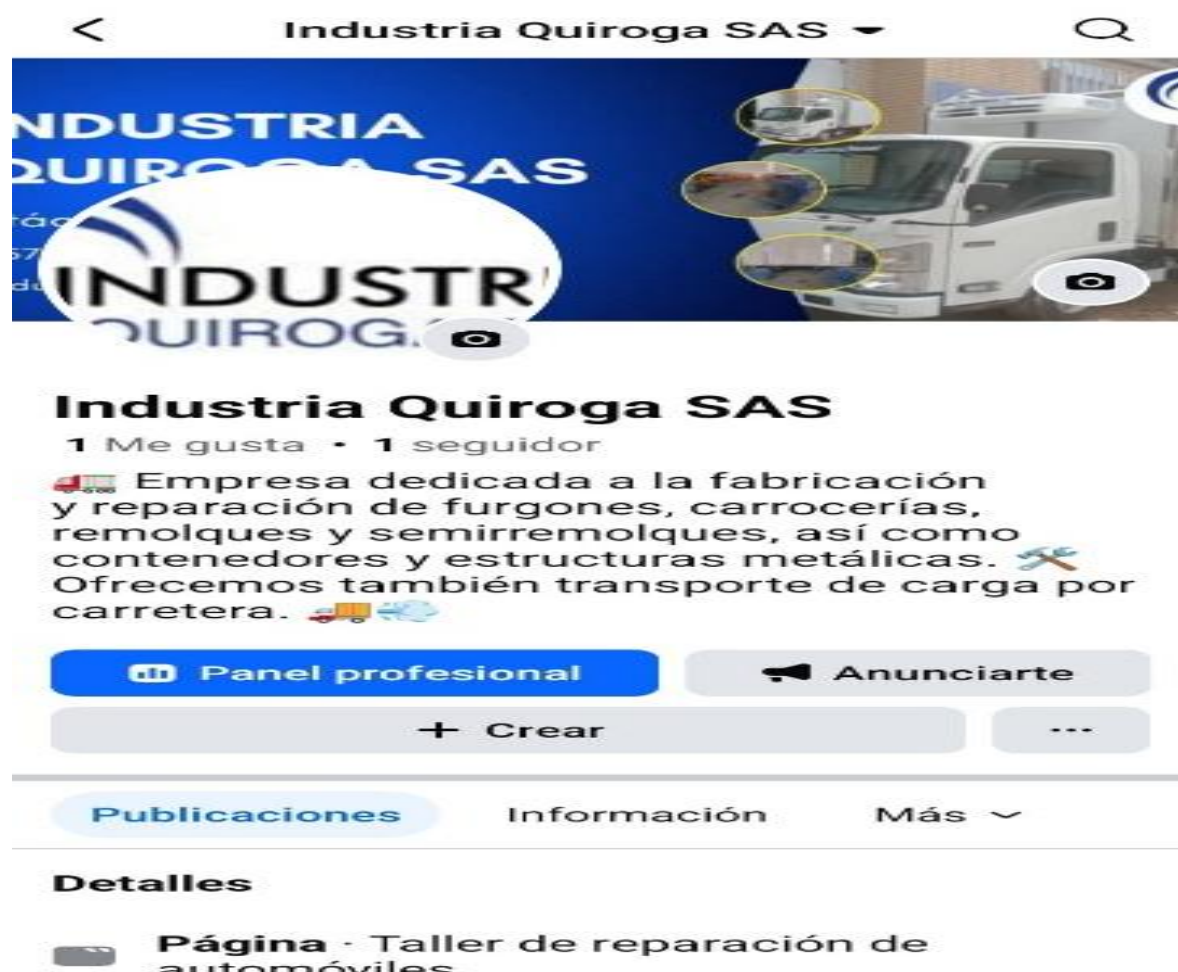 Industria Quiroga SAS
NDUSTRIA
SAS
INDUSTR
QUIROG
Industria Quiroga SAS
1 Me gusta • 1 seguidor
🚛 Empresa dedicada a la fabricación
y reparación de furgones, carrocerías,
remolques y semirremolques, así como
contenedores y estructuras metálicas. 🛠️
Ofrecemos también transporte de carga por
carretera. 🚚💨
Panel profesional
Anunciarte
+ Crear
...
Publicaciones
Información
Más
Detalles
Página · Taller de reparación de
automóviles